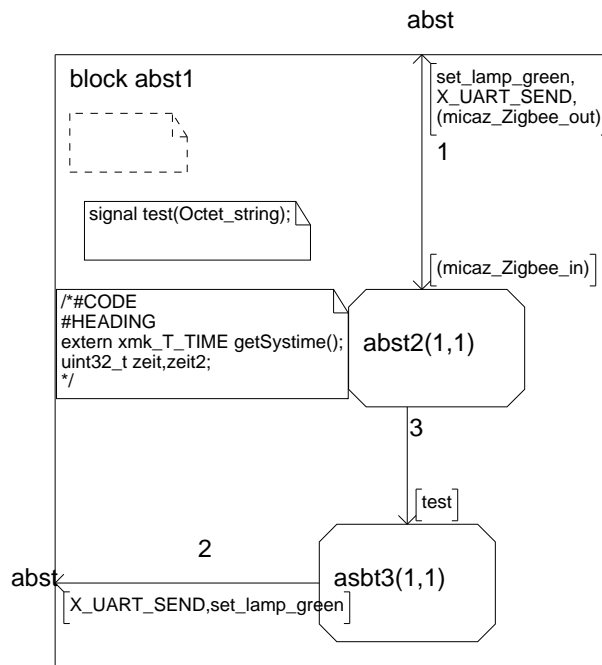 abst
block abst1
set_lamp_green,
X_UART_SEND,
(micaz_Zigbee_out)
1
signal test(Octet_string);
(micaz_Zigbee_in)
/*#CODE
#HEADING
extern xmk_T_TIME getSystime();
uint32_t zeit,zeit2;
*/
abst2(1,1)
3
test
2
abst
asbt3(1,1)
X_UART_SEND,set_lamp_green